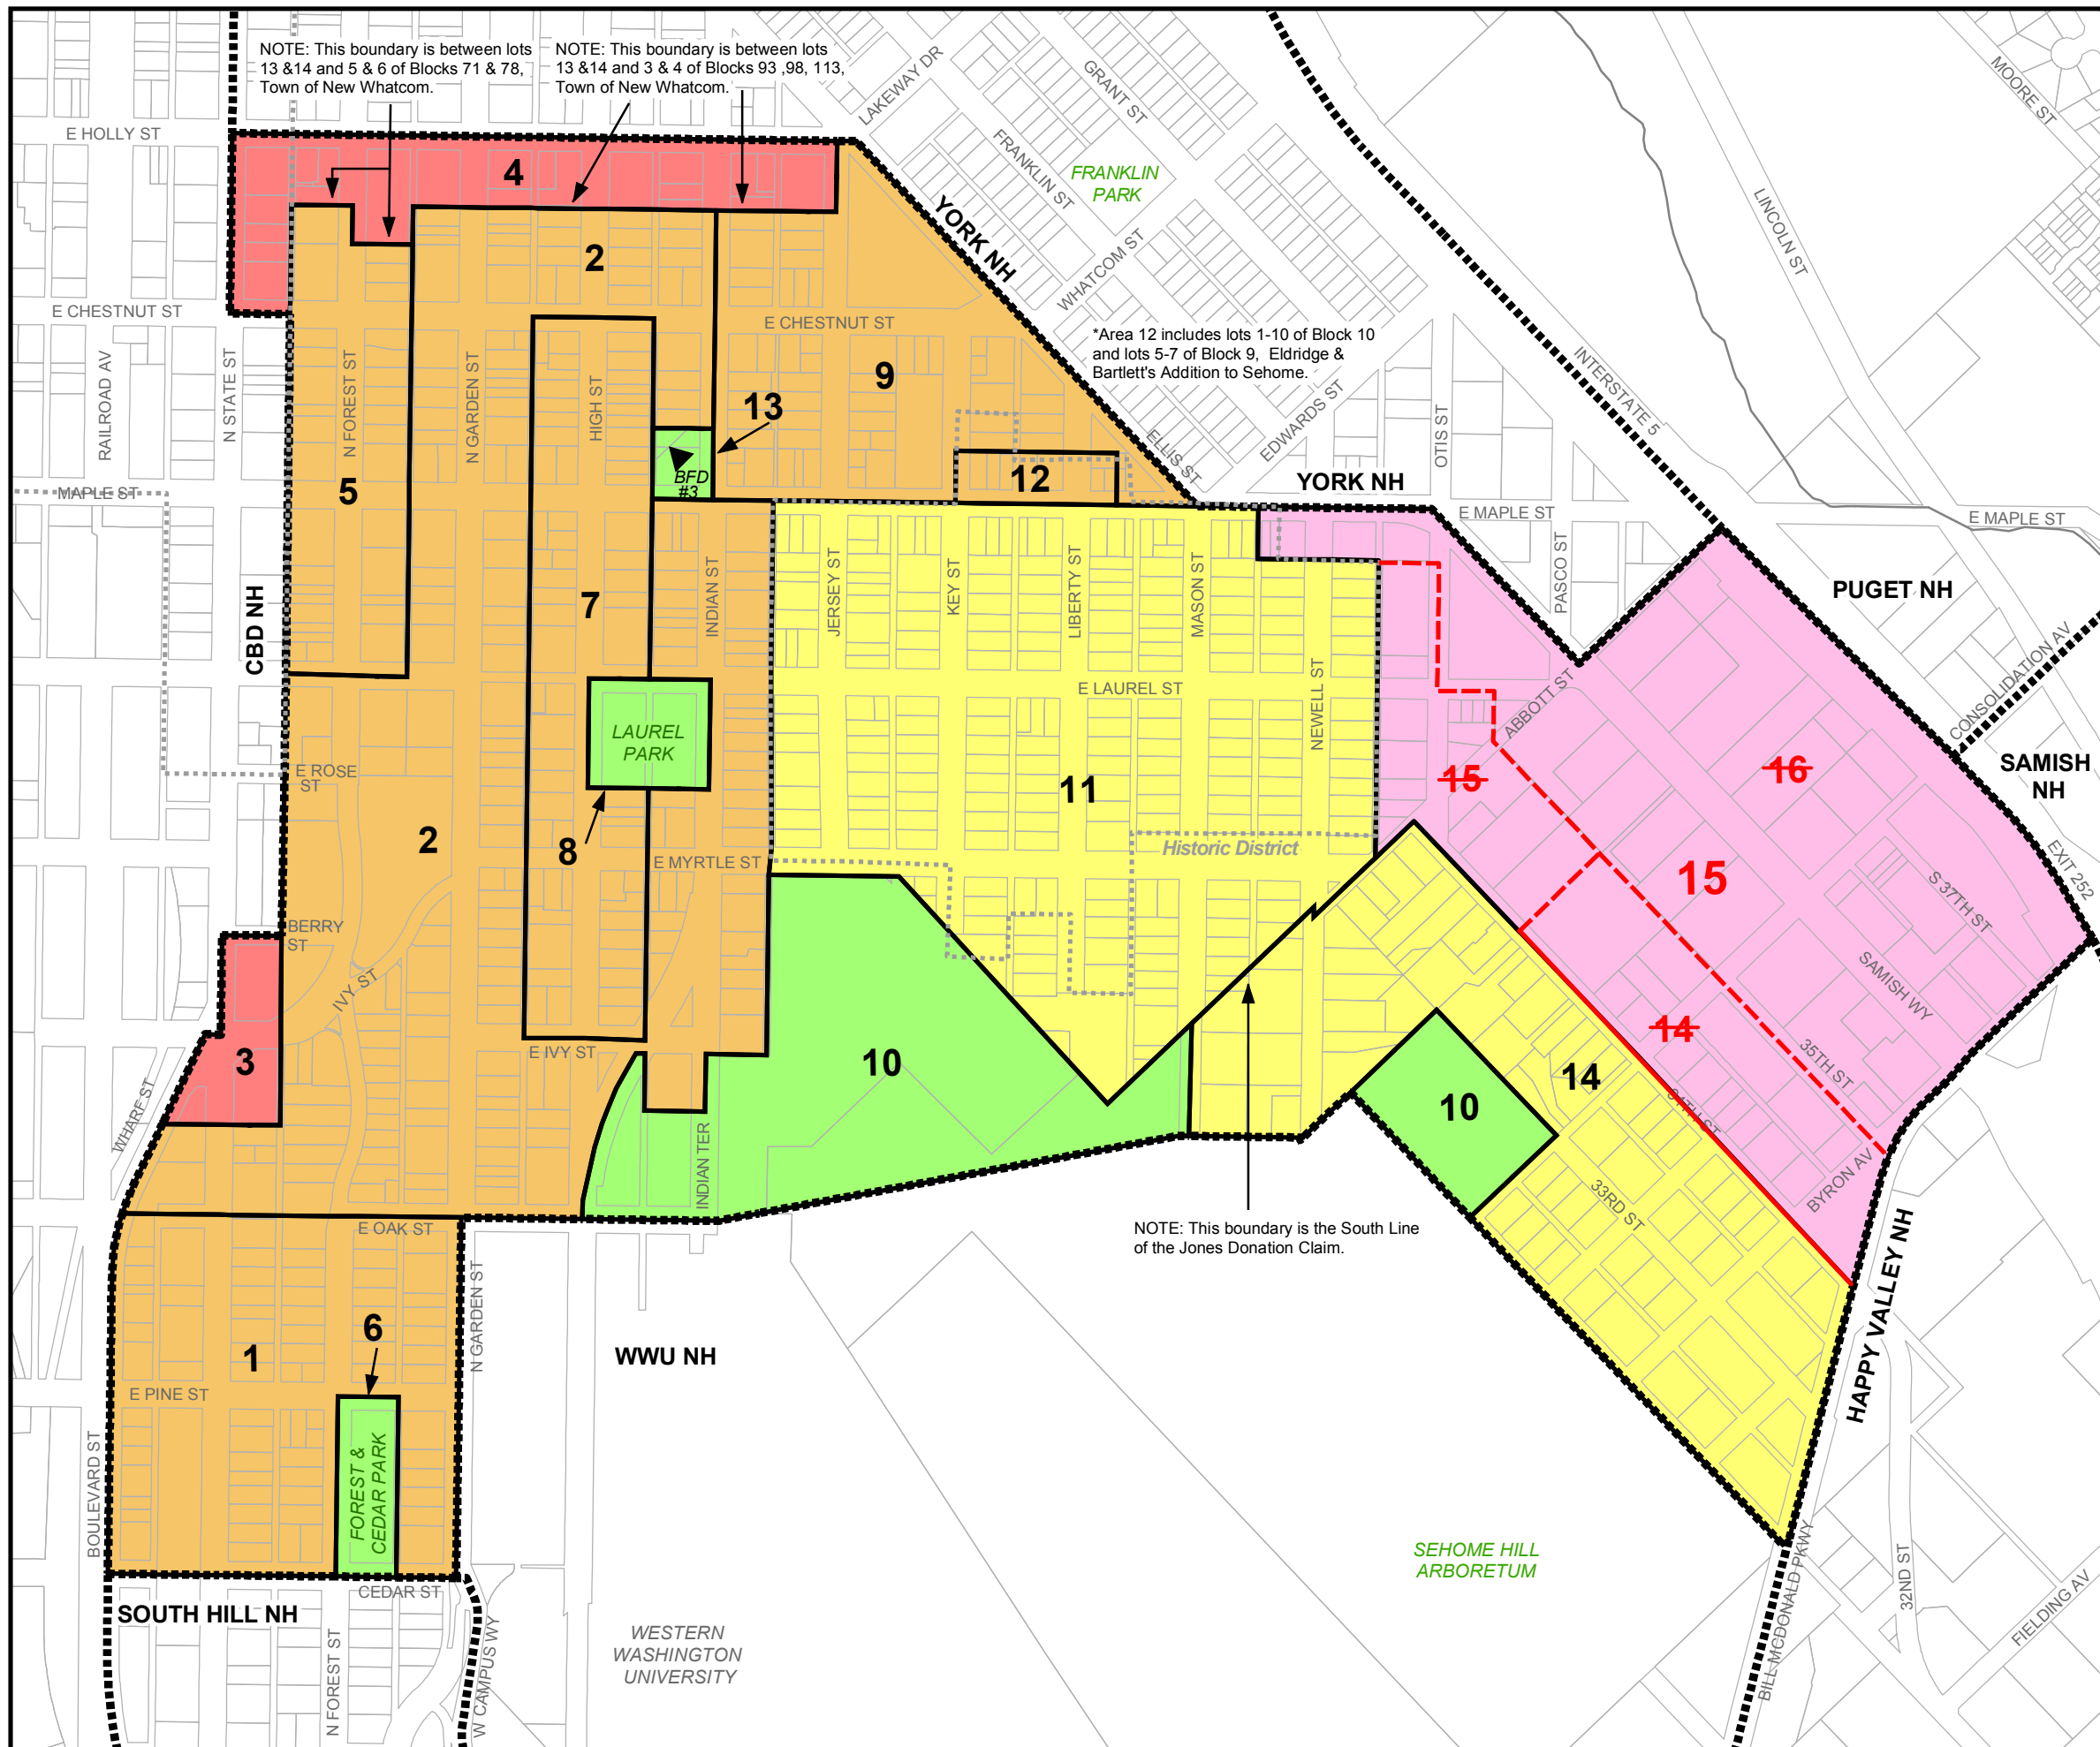 NOTE: This boundary is between lots
13 &14 and 5 & 6 of Blocks 71 & 78,
Town of New Whatcom.
NOTE: This boundary is between lots
13 &14 and 3 & 4 of Blocks 93 ,98, 113,
Town of New Whatcom.
LAKEWAY DR
GRANT ST
MOORE ST
E HOLLY ST
FRANKLIN ST
4
FRANKLIN
PARK
LINCOLN ST
YORK NH
2
WHATCOM ST
E CHESTNUT ST
E CHESTNUT ST
*Area 12 includes lots 1-10 of Block 10
and lots 5-7 of Block 9, Eldridge &
Bartlett's Addition to Sehome.
RAILROAD AV
N STATE ST
N FOREST ST
N GARDEN ST
HIGH ST
9
13
INTERSTATE 5
EDWARDS ST
OTIS ST
ELLIS ST
BFD
#3
12
YORK NH
5
MAPLE ST
E MAPLE ST
E MAPLE ST
PASCO ST
PUGET NH
CBD NH
7
INDIAN ST
JERSEY ST
KEY ST
LIBERTY ST
MASON ST
NEWELL ST
CONSOLIDATION AV
E LAUREL ST
ABBOTT ST
LAUREL
PARK
SAMISH
NH
E ROSE
ST
15
16
11
2
8
E MYRTLE ST
Historic District
15
EXIT 252
S 37TH ST
BERRY
ST
IVY ST
SAMISH WY
14
3
E IVY ST
10
14
10
35TH ST
34TH ST
WHARF ST
INDIAN TER
BYRON AV
33RD ST
E OAK ST
NOTE: This boundary is the South Line
of the Jones Donation Claim.
N GARDEN ST
HAPPY VALLEY NH
6
1
WWU NH
E PINE ST
BOULEVARD ST
FOREST &
CEDAR PARK
SEHOME HILL
ARBORETUM
CEDAR ST
32ND ST
FIELDING AV
BILL MCDONALD PKWY
SOUTH HILL NH
N FOREST ST
W CAMPUS WY
WESTERN
WASHINGTON
UNIVERSITY